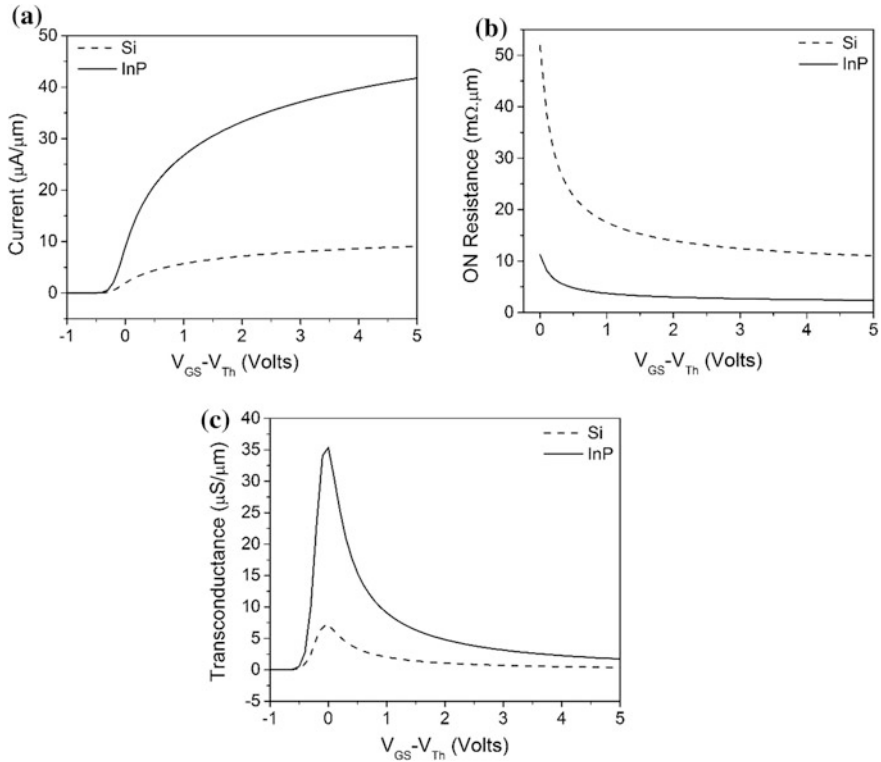 (a)
50
40
30
20
10
0
Current (μA/μm)
-1 0 1 2 3 4 5
V_GS-V_Th (Volts)
Si
InP
(b)
50
40
30
20
10
0
ON Resistance (mΩ.μm)
0 1 2 3 4 5
V_GS-V_Th (Volts)
Si
InP
(c)
40
35
30
25
20
15
10
5
0
-5
Transconductance (μS/μm)
-1 0 1 2 3 4 5
V_GS-V_Th (Volts)
Si
InP